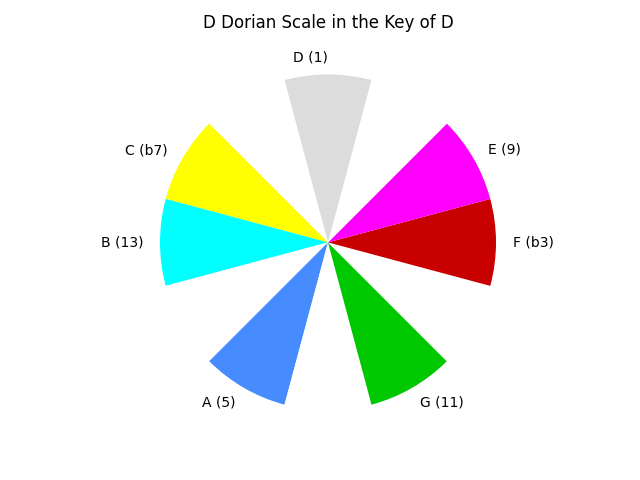 D Dorian Scale in the Key of D
D (1)
C (b7)
E (9)
B (13)
F (b3)
A (5)
G (11)